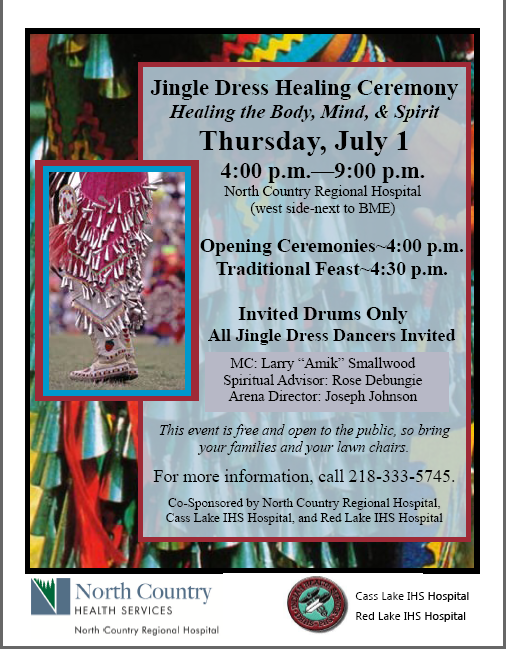 Jingle Dress Healing Ceremony
Healing the Body, Mind, & Spirit
Thursday, July 1
4:00 p.m.—9:00 p.m.
North Country Regional Hospital
(west side-next to BME)
Opening Ceremonies~4:00 p.m.
Traditional Feast~4:30 p.m.
Invited Drums Only
All Jingle Dress Dancers Invited
MC: Larry “Amik” Smallwood
Spiritual Advisor: Rose Debungie
Arena Director: Joseph Johnson
This event is free and open to the public, so bring
your families and your lawn chairs.
For more information, call 218-333-5745.
Co-Sponsored by North Country Regional Hospital,
Cass Lake IHS Hospital, and Red Lake IHS Hospital
North Country
HEALTH SERVICES
North Country Regional Hospital
Cass Lake IHS Hospital
Red Lake IHS Hospital